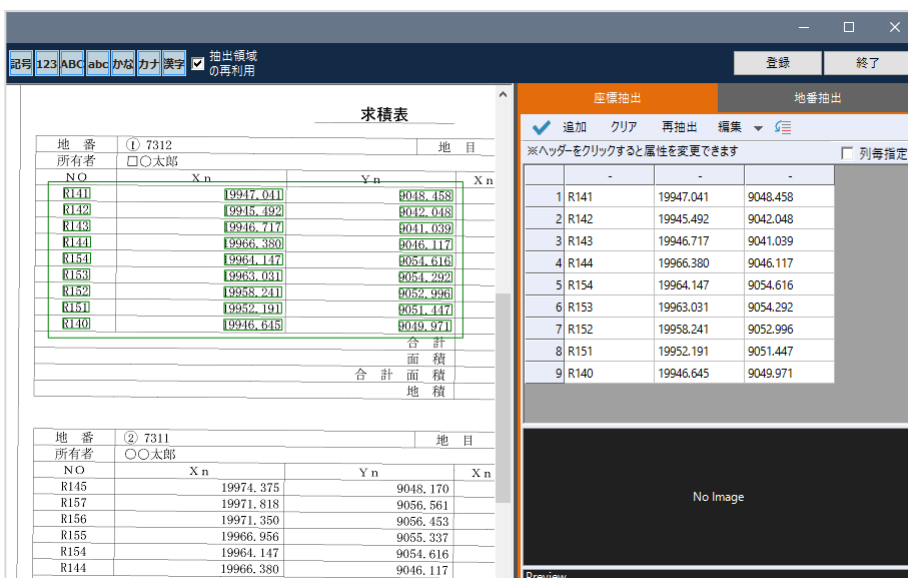 記号 123 ABC abc かな カナ 漢字 抽出領域の再利用 登録 終了
求積表
地 番 ① 7312 地 目
所有者 □○太郎
NO Xn Yn Xn
R141 19947.041 9048.458
R142 19945.492 9042.048
R143 19946.717 9041.039
R144 19966.380 9046.117
R154 19964.147 9054.616
R153 19963.031 9054.292
R152 19958.241 9052.996
R151 19952.191 9051.447
R140 19946.645 9049.971
合 計
面 積
合 計 面 積
地 積
地 番 ② 7311 地 目
所有者 ○○太郎
NO Xn Yn Xn
R145 19974.375 9048.170
R157 19971.818 9056.561
R156 19971.350 9056.453
R155 19966.956 9055.337
R154 19964.147 9054.616
R144 19966.380 9046.117
座標抽出 地番抽出
追加 クリア 再抽出 編集
※ヘッダーをクリックすると属性を変更できます 列毎指定
- - -
1 R141 19947.041 9048.458
2 R142 19945.492 9042.048
3 R143 19946.717 9041.039
4 R144 19966.380 9046.117
5 R154 19964.147 9054.616
6 R153 19963.031 9054.292
7 R152 19958.241 9052.996
8 R151 19952.191 9051.447
9 R140 19946.645 9049.971
No Image
Preview